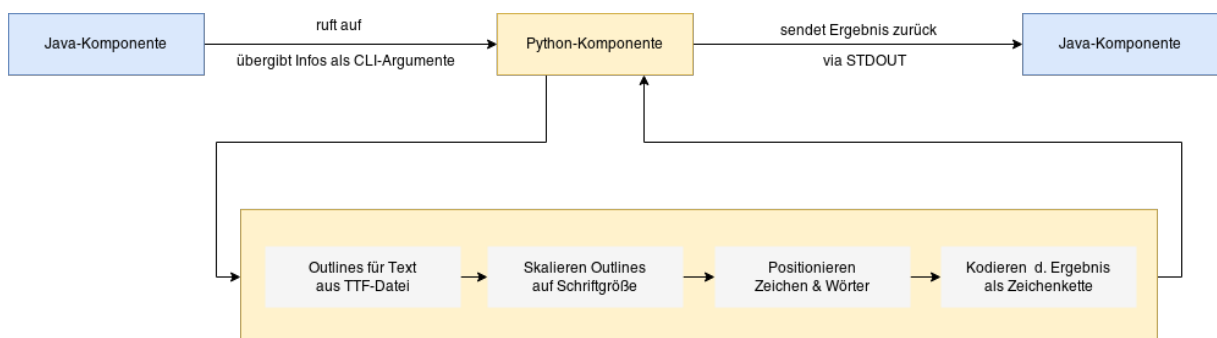 Java-Komponente
ruft auf
übergibt Infos als CLI-Argumente
Python-Komponente
sendet Ergebnis zurück
via STDOUT
Java-Komponente
Outlines für Text
aus TTF-Datei
Skalieren Outlines
auf Schriftgröße
Positionieren
Zeichen & Wörter
Kodieren d. Ergebnis
als Zeichenkette